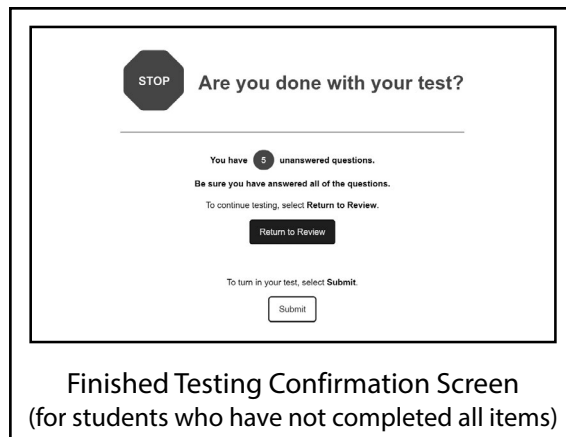 STOP
Are you done with your test?
You have 5 unanswered questions.
Be sure you have answered all of the questions.
To continue testing, select Return to Review.
Return to Review
To turn in your test, select Submit.
Submit
Finished Testing Confirmation Screen
(for students who have not completed all items)